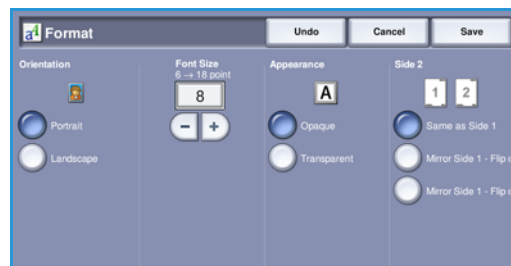 Format
Undo
Cancel
Save
Orientation
Portrait
Landscape
Font Size
6 → 18 point
8
Appearance
A
Opaque
Transparent
Side 2
1 2
Same as Side 1
Mirror Side 1 - Flip
Mirror Side 1 - Flip